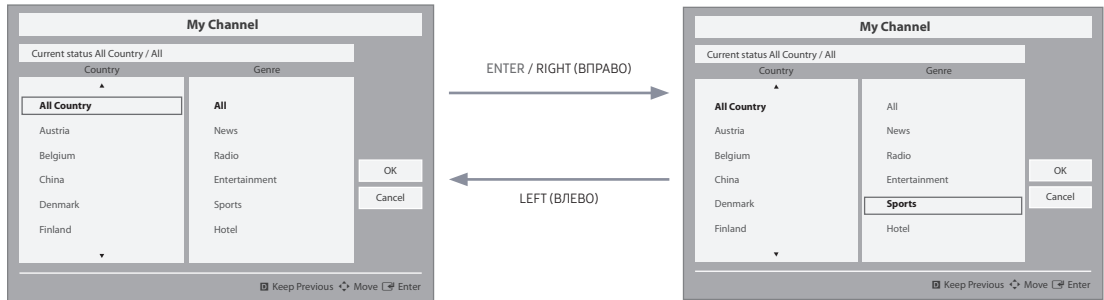 My Channel
Current status All Country / All
Country Genre
▲
All Country All
Austria News
Belgium Radio
China Entertainment
Denmark Sports
Finland Hotel
▼
OK
Cancel
D Keep Previous Move Enter
ENTER / RIGHT (ВПРАВО)
LEFT (ВЛЕВО)
My Channel
Current status All Country / All
Country Genre
▲
All Country All
Austria News
Belgium Radio
China Entertainment
Denmark Sports
Finland Hotel
▼
OK
Cancel
D Keep Previous Move Enter